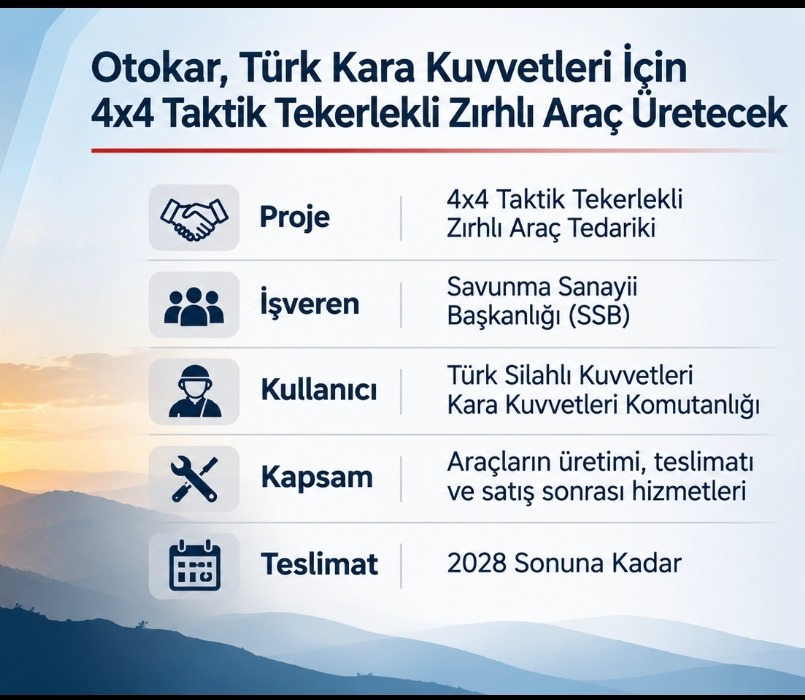 Otokar, Türk Kara Kuvvetleri İçin
4x4 Taktik Tekerlekli Zırhlı Araç Üretecek
Proje
4x4 Taktik Tekerlekli
Zırhlı Araç Tedariki
İşveren
Savunma Sanayii
Başkanlığı (SSB)
Kullanıcı
Türk Silahlı Kuvvetleri
Kara Kuvvetleri Komutanlığı
Kapsam
Araçların üretimi, teslimatı
ve satış sonrası hizmetleri
Teslimat
2028 Sonuna Kadar